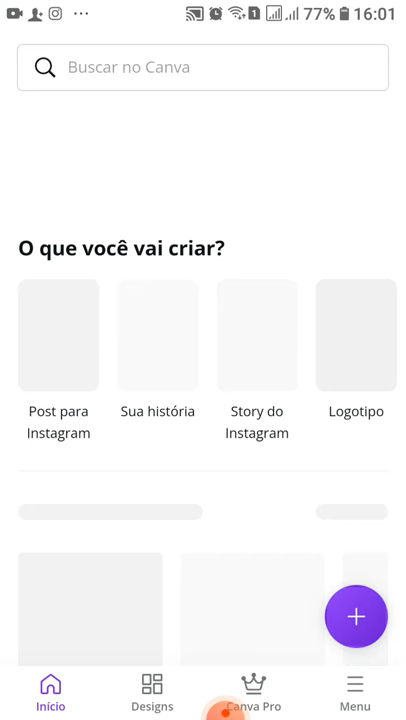 1 77% 16:01
Buscar no Canva
O que você vai criar?
Post para
Instagram
Sua história
Story do
Instagram
Logotipo
Início
Designs
Canva Pro
Menu